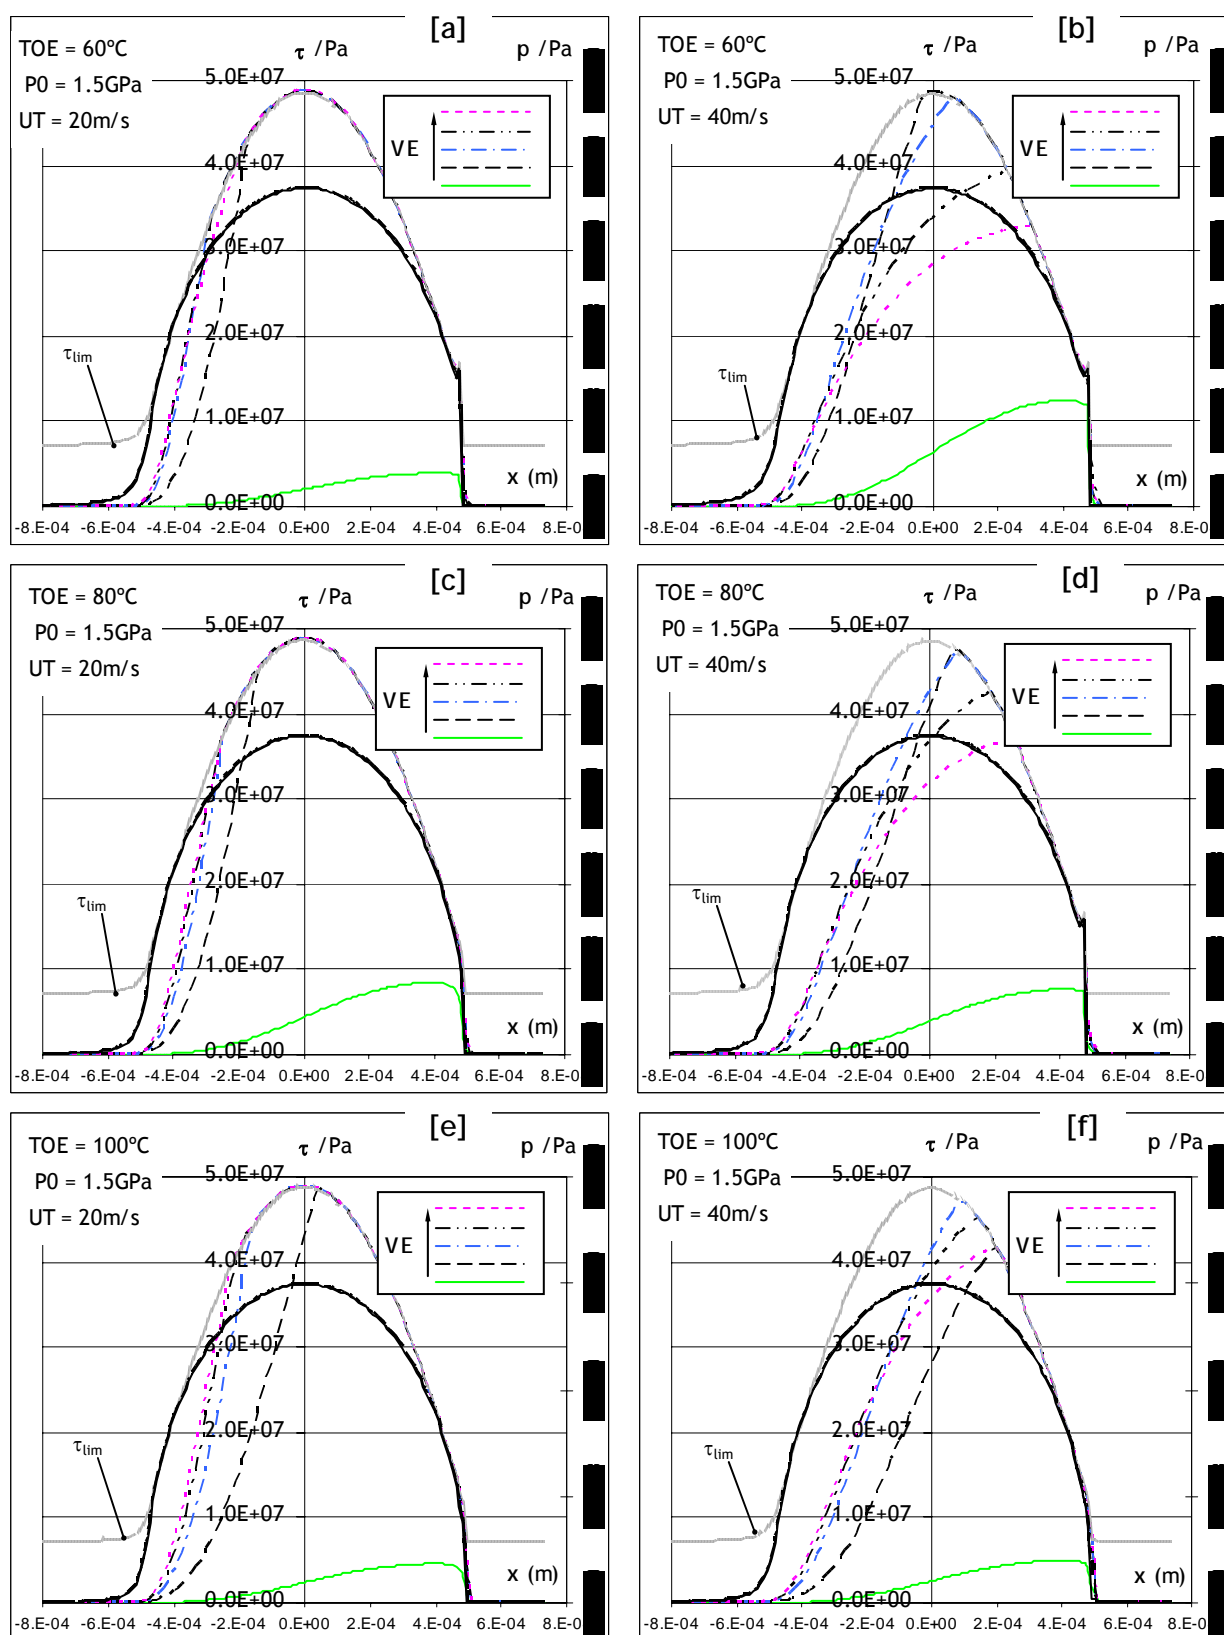 [a]
TOE = 60ºC
τ /Pa
p /Pa
P0 = 1.5GPa
UT = 20m/s
5.0E+07
VE
4.0E+07
3.0E+07
2.0E+07
τlim
1.0E+07
x (m)
0.0E+00
-8.E-04 -6.E-04 -4.E-04 -2.E-04 0.E+00 2.E-04 4.E-04 6.E-04 8.E-0
[b]
TOE = 60ºC
τ /Pa
p /Pa
P0 = 1.5GPa
UT = 40m/s
5.0E+07
VE
4.0E+07
3.0E+07
2.0E+07
τlim
1.0E+07
x (m)
0.0E+00
-8.E-04 -6.E-04 -4.E-04 -2.E-04 0.E+00 2.E-04 4.E-04 6.E-04 8.E-0
[c]
TOE = 80ºC
τ /Pa
p /Pa
P0 = 1.5GPa
UT = 20m/s
5.0E+07
VE
4.0E+07
3.0E+07
2.0E+07
τlim
1.0E+07
x (m)
0.0E+00
-8.E-04 -6.E-04 -4.E-04 -2.E-04 0.E+00 2.E-04 4.E-04 6.E-04 8.E-0
[d]
TOE = 80ºC
τ /Pa
p /Pa
P0 = 1.5GPa
UT = 40m/s
5.0E+07
VE
4.0E+07
3.0E+07
2.0E+07
τlim
1.0E+07
x (m)
0.0E+00
-8.E-04 -6.E-04 -4.E-04 -2.E-04 0.E+00 2.E-04 4.E-04 6.E-04 8.E-0
[e]
TOE = 100ºC
τ /Pa
p /Pa
P0 = 1.5GPa
UT = 20m/s
5.0E+07
VE
4.0E+07
3.0E+07
2.0E+07
τlim
1.0E+07
x (m)
0.0E+00
-8.E-04 -6.E-04 -4.E-04 -2.E-04 0.E+00 2.E-04 4.E-04 6.E-04 8.E-0
[f]
TOE = 100ºC
τ /Pa
p /Pa
P0 = 1.5GPa
UT = 40m/s
5.0E+07
VE
4.0E+07
3.0E+07
2.0E+07
τlim
1.0E+07
x (m)
0.0E+00
-8.E-04 -6.E-04 -4.E-04 -2.E-04 0.E+00 2.E-04 4.E-04 6.E-04 8.E-0